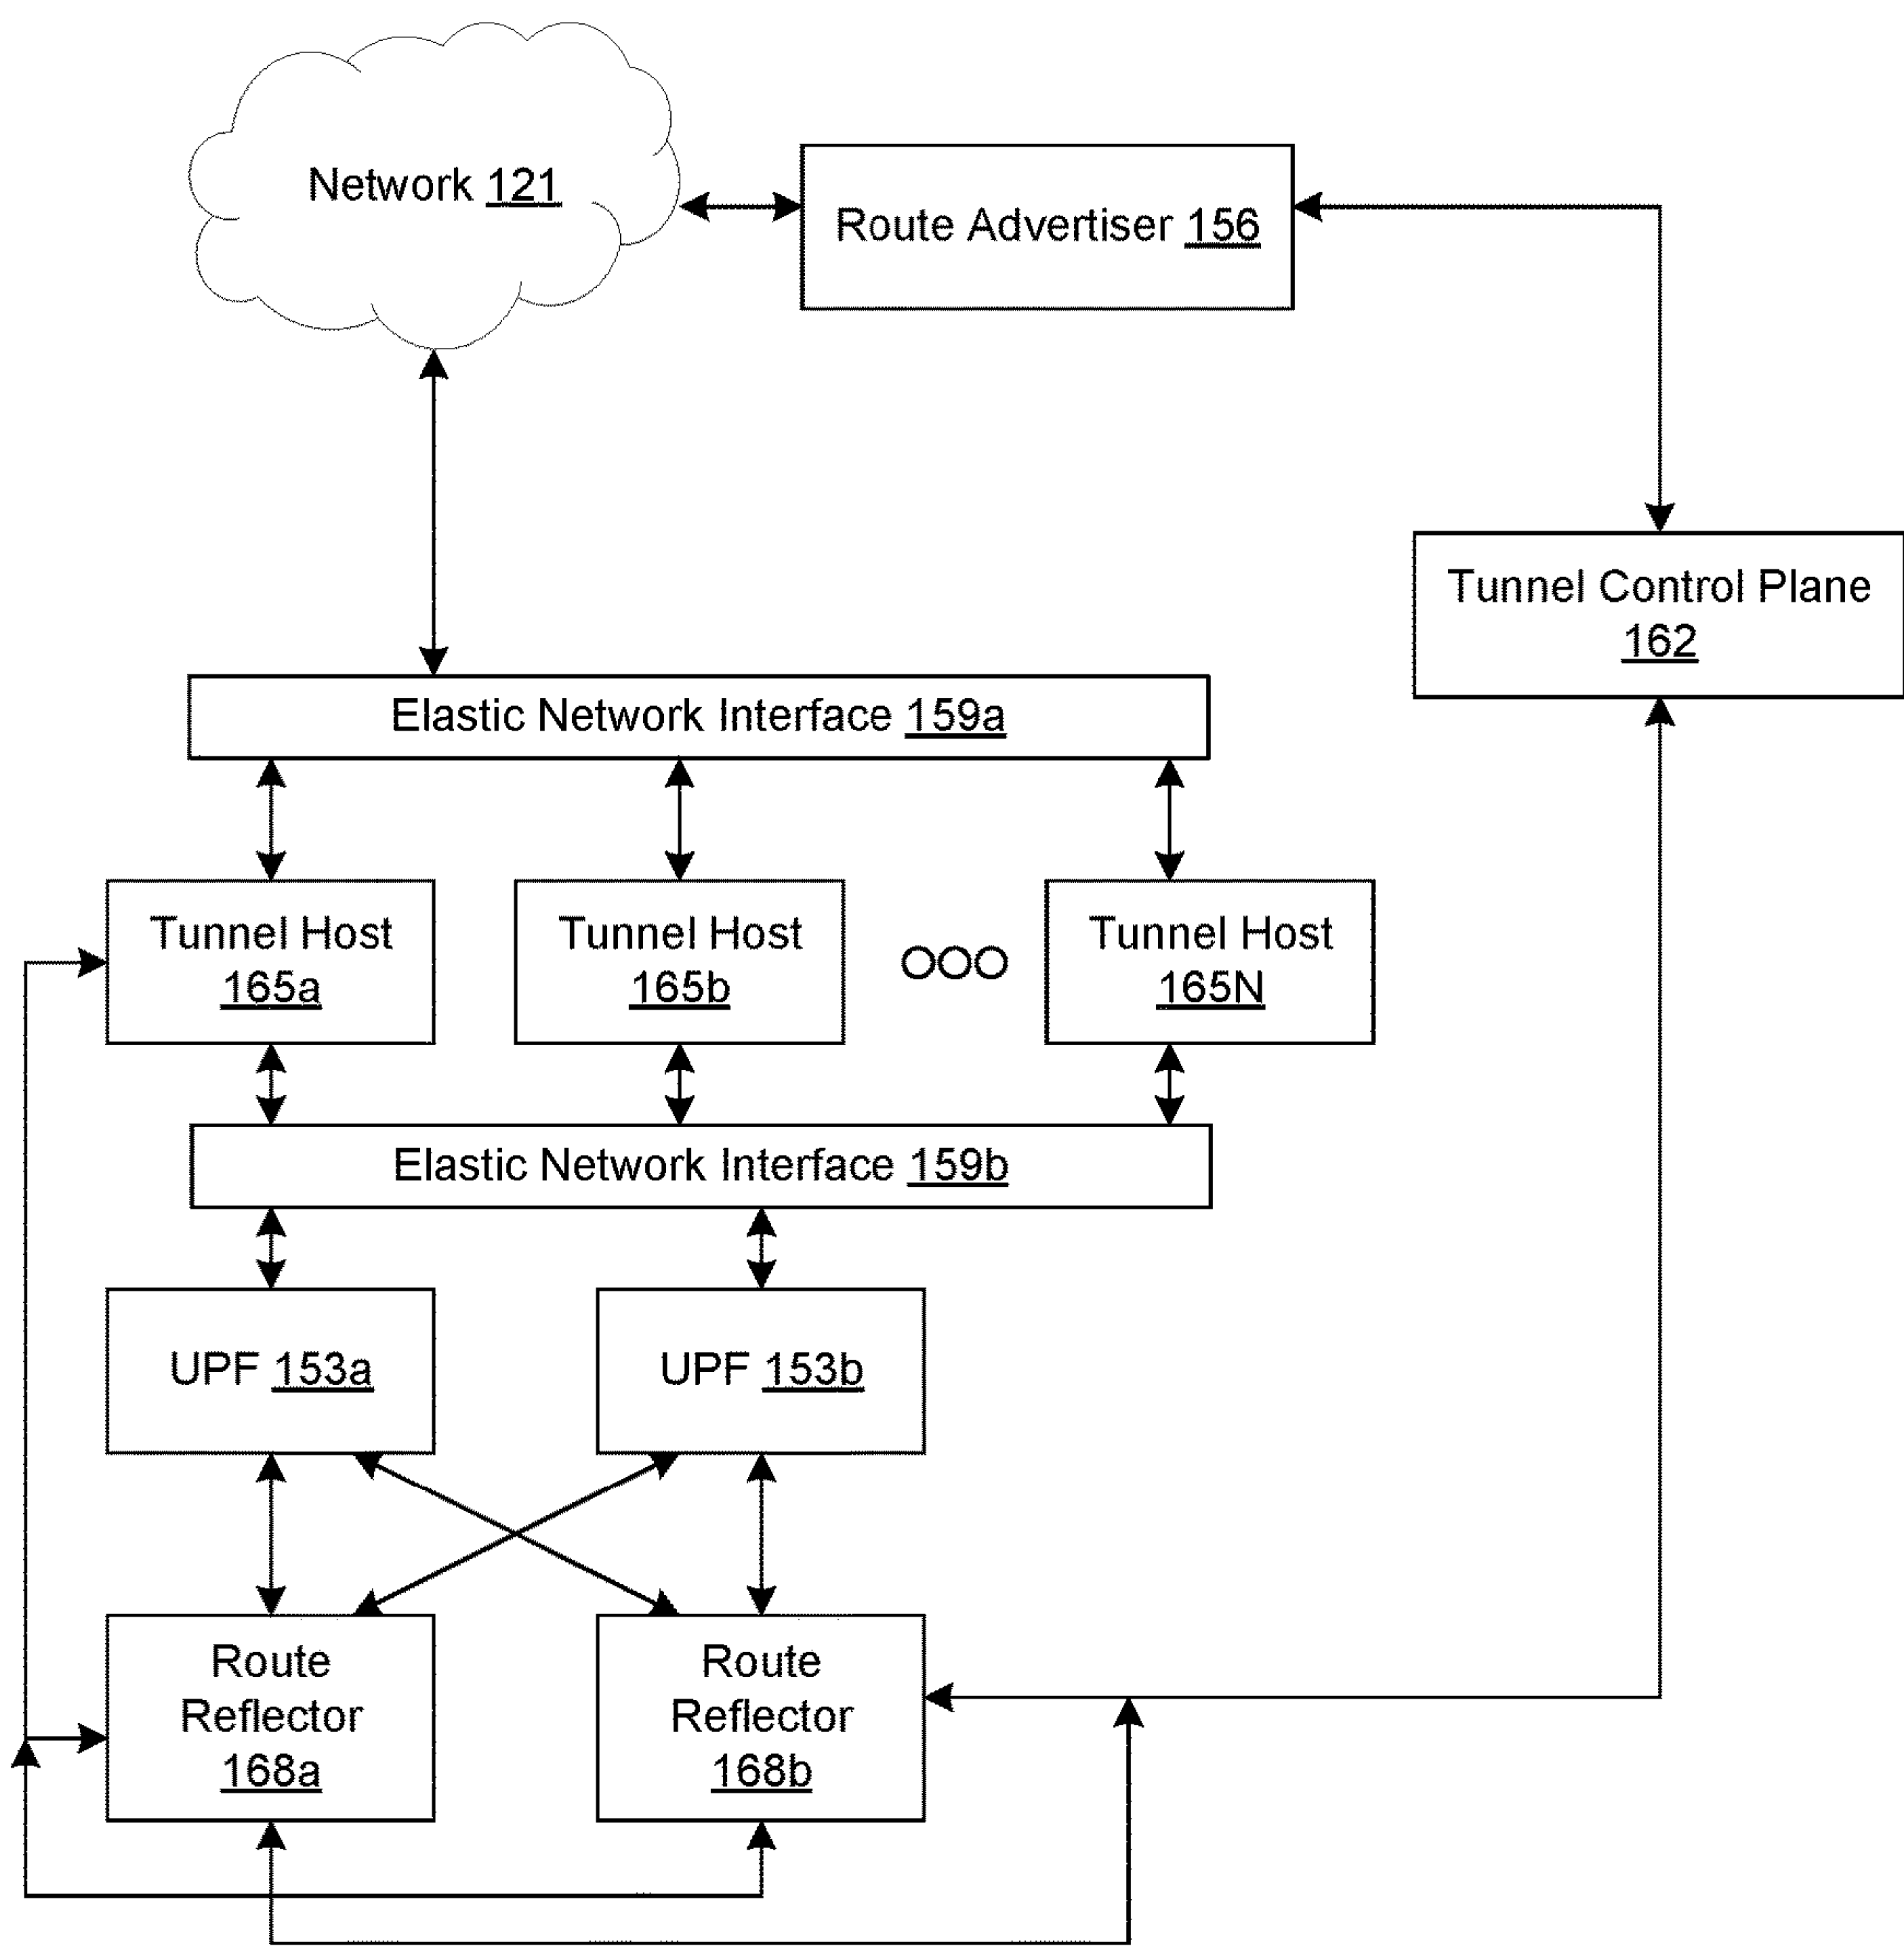 Network 121
Route Advertiser 156
Tunnel Control Plane
162
Elastic Network Interface 159a
Tunnel Host
165a
Tunnel Host
165b
Tunnel Host
165N
Elastic Network Interface 159b
UPF 153a
UPF 153b
Route
Reflector
168a
Route
Reflector
168b